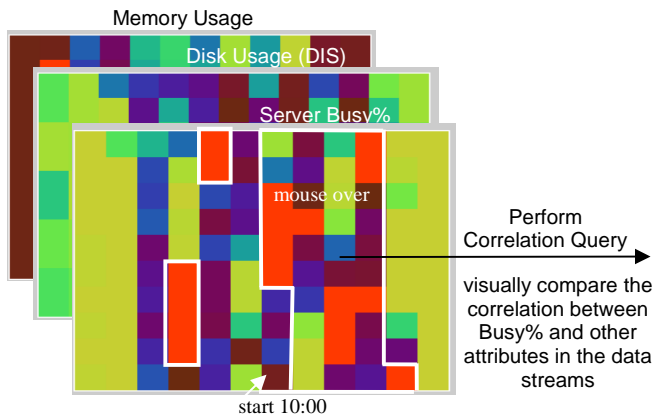 Memory Usage
Disk Usage (DIS)
Server Busy%
mouse over
start 10:00
Perform
Correlation Query
visually compare the
correlation between
Busy% and other
attributes in the data
streams